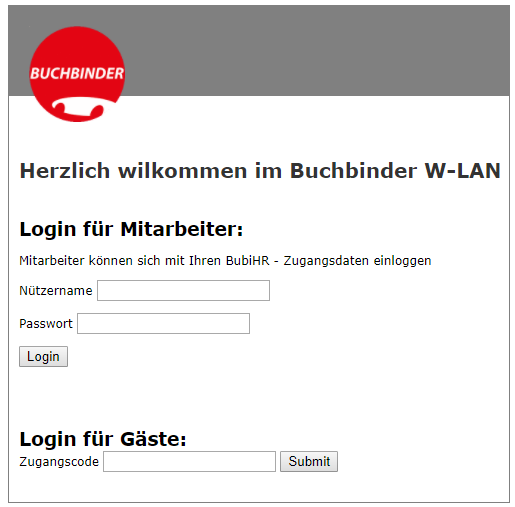 BUCHBINDER
Herzlich wilkommen im Buchbinder W-LAN
Login für Mitarbeiter:
Mitarbeiter können sich mit Ihren BubiHR - Zugangsdaten einloggen
Nützername
Passwort
Login
Login für Gäste:
Zugangscode Submit